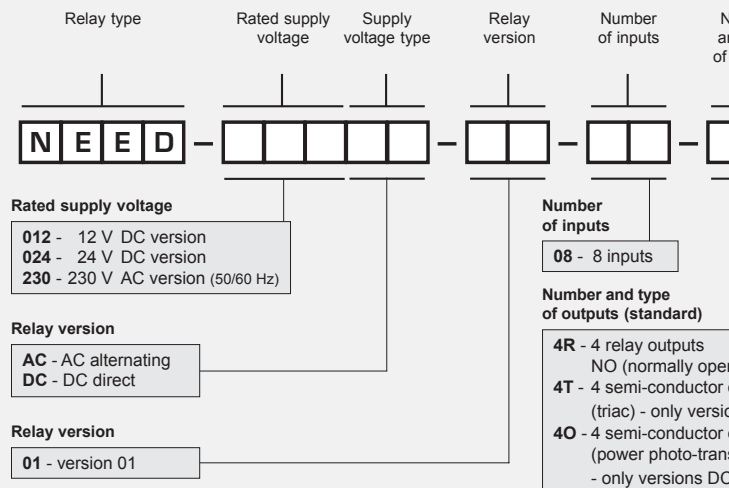 Relay type
Rated supply
voltage
Supply
voltage type
Relay
version
Number
of inputs
N E E D – – – –
Rated supply voltage
012 - 12 V DC version
024 - 24 V DC version
230 - 230 V AC version (50/60 Hz)
Relay version
AC - AC alternating
DC - DC direct
Relay version
01 - version 01
Number
of inputs
08 - 8 inputs
Number and type
of outputs (standard)
4R - 4 relay outputs
NO (normally
4T - 4 semi-conductor
(triac) - only
4O - 4 semi-conductor
(power
- only versions DC